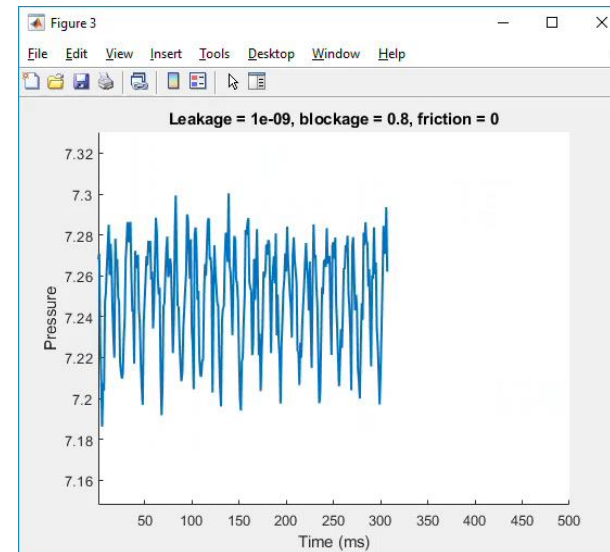 Figure 3
File Edit View Insert Tools Desktop Window Help
Leakage = 1e-09, blockage = 0.8, friction = 0
7.32
7.3
7.28
7.26
7.24
7.22
7.2
7.18
7.16
Pressure
50 100 150 200 250 300 350 400 450 500
Time (ms)